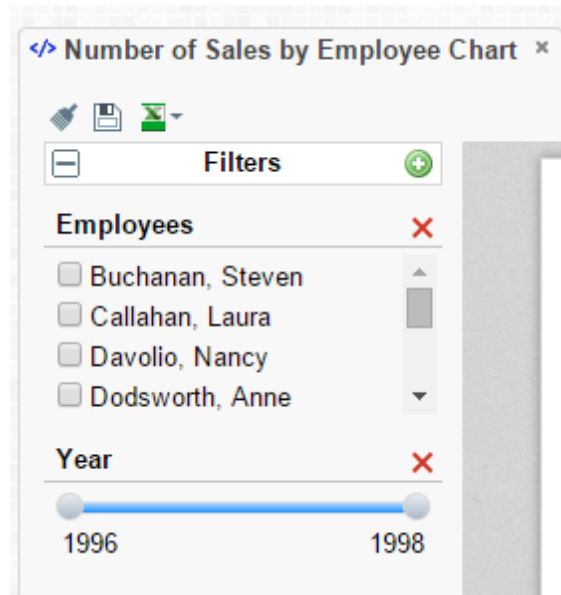 </> Number of Sales by Employee Chart ×
Filters
Employees
Buchanan, Steven
Callahan, Laura
Davolio, Nancy
Dodsworth, Anne
Year
1996 1998